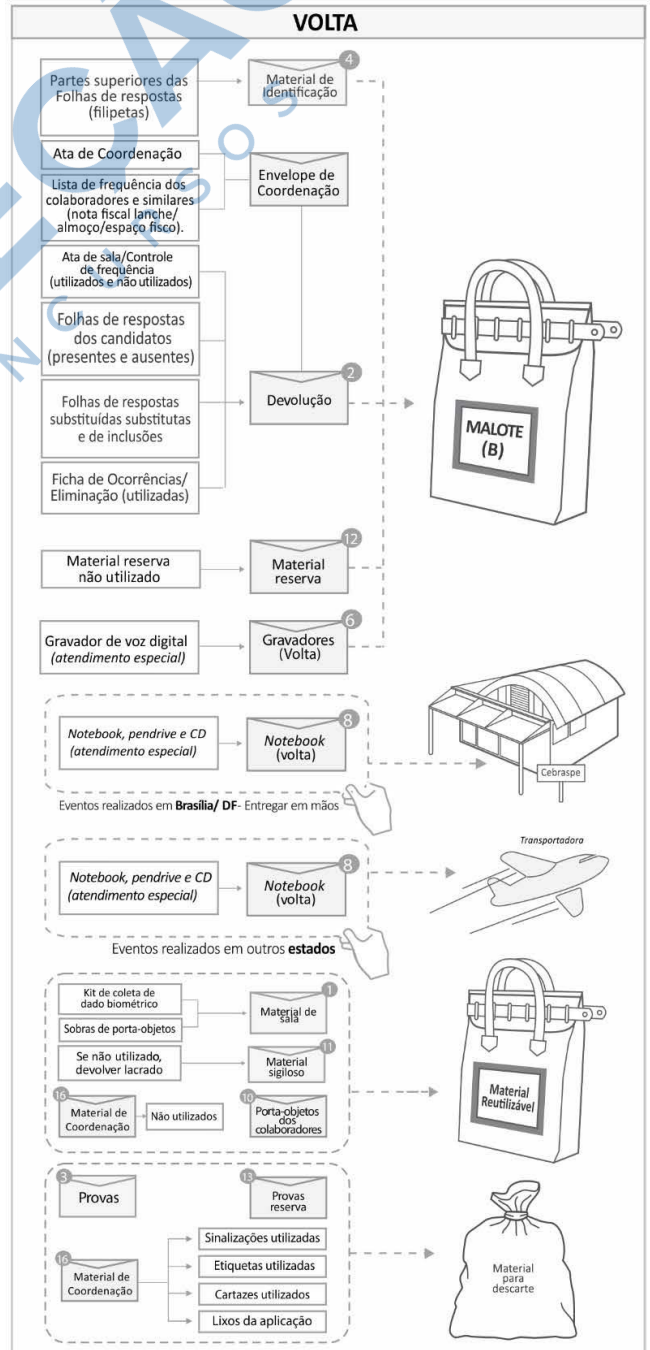 VOLTA
Partes superiores das
Folhas de respostas
(filipetas)
4
Material de
identificação
Ata de Coordenação
Lista de frequência dos
colaboradores e similares
(nota fiscal lanche/
almoço/espaço fisco).
Envelope de
Coordenação
Ata de sala/Controle
de frequência
(utilizados e não utilizados)
Folhas de respostas
dos candidatos
(presentes e ausentes)
Folhas de respostas
substituídas substitutas
e de inclusões
Ficha de Ocorrências/
Eliminação (utilizadas)
2
Devolução
MALOTE
(B)
Material reserva
não utilizado
12
Material
reserva
Gravador de voz digital
(atendimento especial)
6
Gravadores
(Volta)
Notebook, pendrive e CD
(atendimento especial)
8
Notebook
(volta)
Cebraspe
Eventos realizados em Brasília/ DF- Entregar em mãos
Notebook, pendrive e CD
(atendimento especial)
8
Notebook
(volta)
Transportadora
Eventos realizados em outros estados
Kit de coleta de
dado biométrico
Sobras de porta-objetos
1
Material de
sala
Se não utilizado,
devolver lacrado
11
Material
sigiloso
16
Material de
Coordenação
Não utilizados
10
Porta-objetos
dos
colaboradores
Material
Reutilizável
3
Provas
13
Provas
reserva
16
Material de
Coordenação
Sinalizações utilizadas
Etiquetas utilizadas
Cartazes utilizados
Lixos da aplicação
Material
para
descarte
NCURSOS